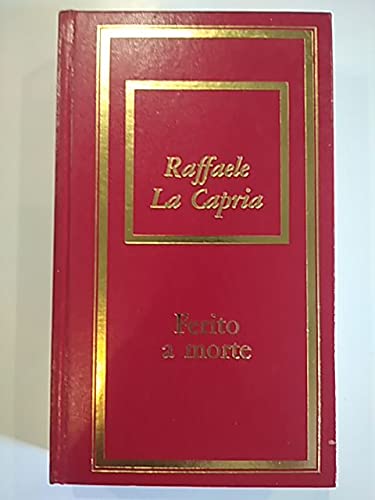 Raffaele
La Capria
Ferito
a morte